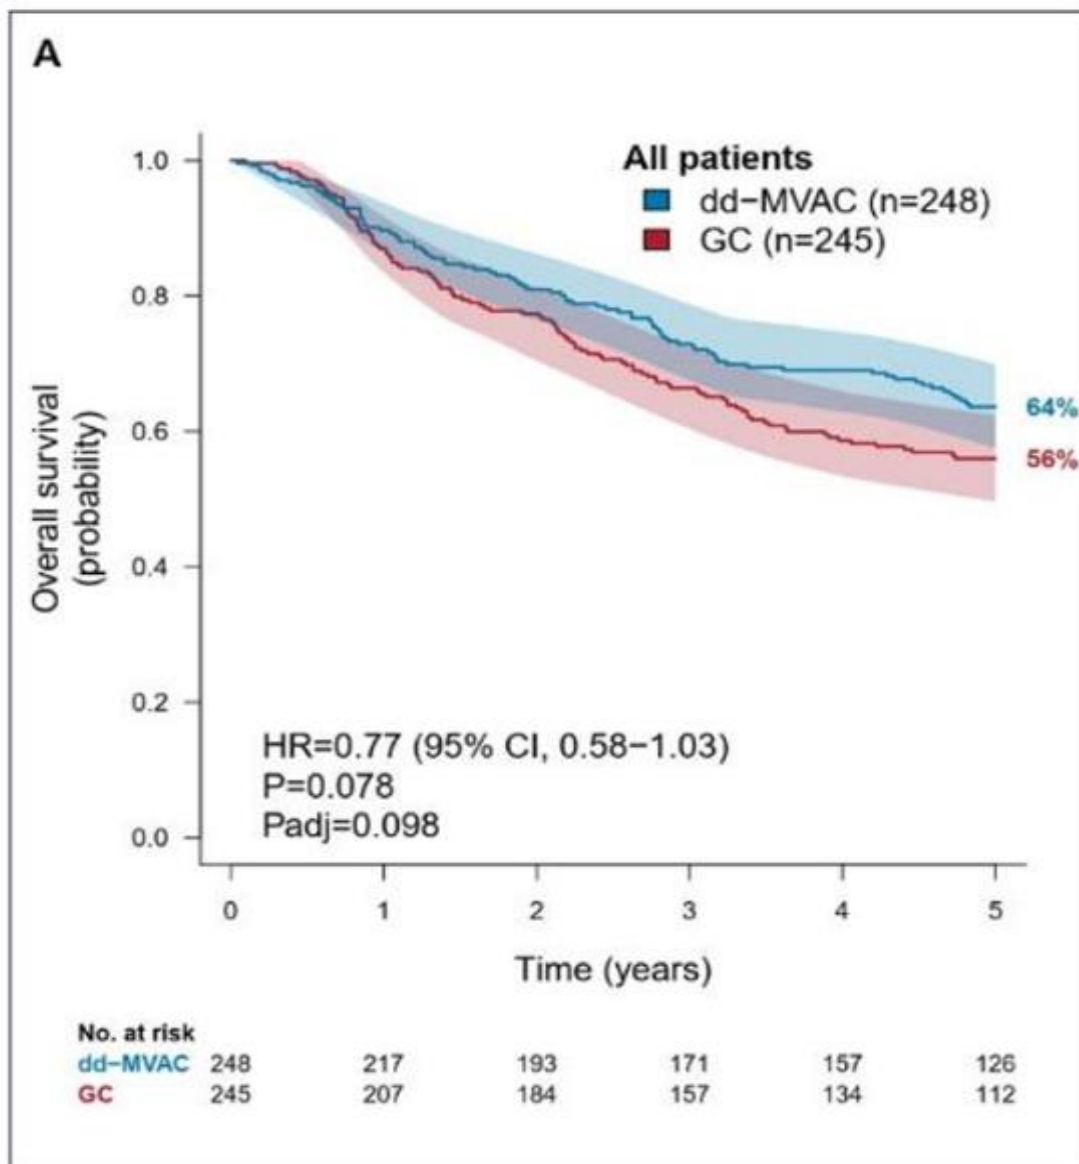 A
All patients
dd−MVAC (n=248)
GC (n=245)
1.0
0.8
0.6
0.4
0.2
0.0
Overall survival
(probability)
64%
56%
HR=0.77 (95% CI, 0.58−1.03)
P=0.078
Padj=0.098
0 1 2 3 4 5
Time (years)
No. at risk
dd−MVAC 248 217 193 171 157 126
GC 245 207 184 157 134 112